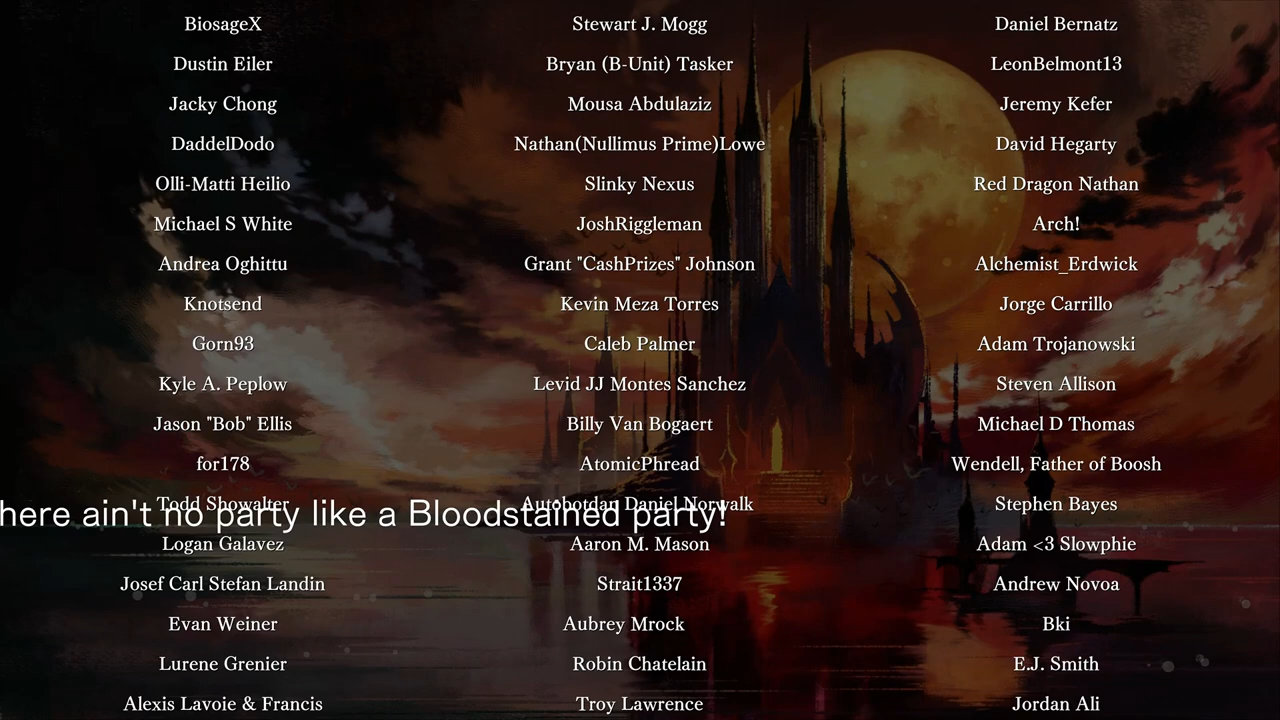 BiosageX
Stewart J. Mogg
Daniel Bernatz
Dustin Eiler
Bryan (B-Unit) Tasker
LeonBelmont13
Jacky Chong
Mousa Abdulaziz
Jeremy Kefer
DaddelDodo
Nathan(Nullimus Prime)Lowe
David Hegarty
Olli-Matti Heilio
Slinky Nexus
Red Dragon Nathan
Michael S White
JoshRiggleman
Arch!
Andrea Oghittu
Grant "CashPrizes" Johnson
Alchemist_Erdwick
Knotsend
Kevin Meza Torres
Jorge Carrillo
Gorn93
Caleb Palmer
Adam Trojanowski
Kyle A. Peplow
Levid JJ Montes Sanchez
Steven Allison
Jason "Bob" Ellis
Billy Van Bogaert
Michael D Thomas
for178
AtomicPhread
Wendell, Father of Boosh
Todd Showalter
Autobotdan Daniel Norwalk
Stephen Bayes
here ain't no party like a Bloodstained party!
Logan Galavez
Aaron M. Mason
Adam <3 Slowphie
Josef Carl Stefan Landin
Strait1337
Andrew Novoa
Evan Weiner
Aubrey Mrock
Bki
Lurene Grenier
Robin Chatelain
E.J. Smith
Alexis Lavoie & Francis
Troy Lawrence
Jordan Ali